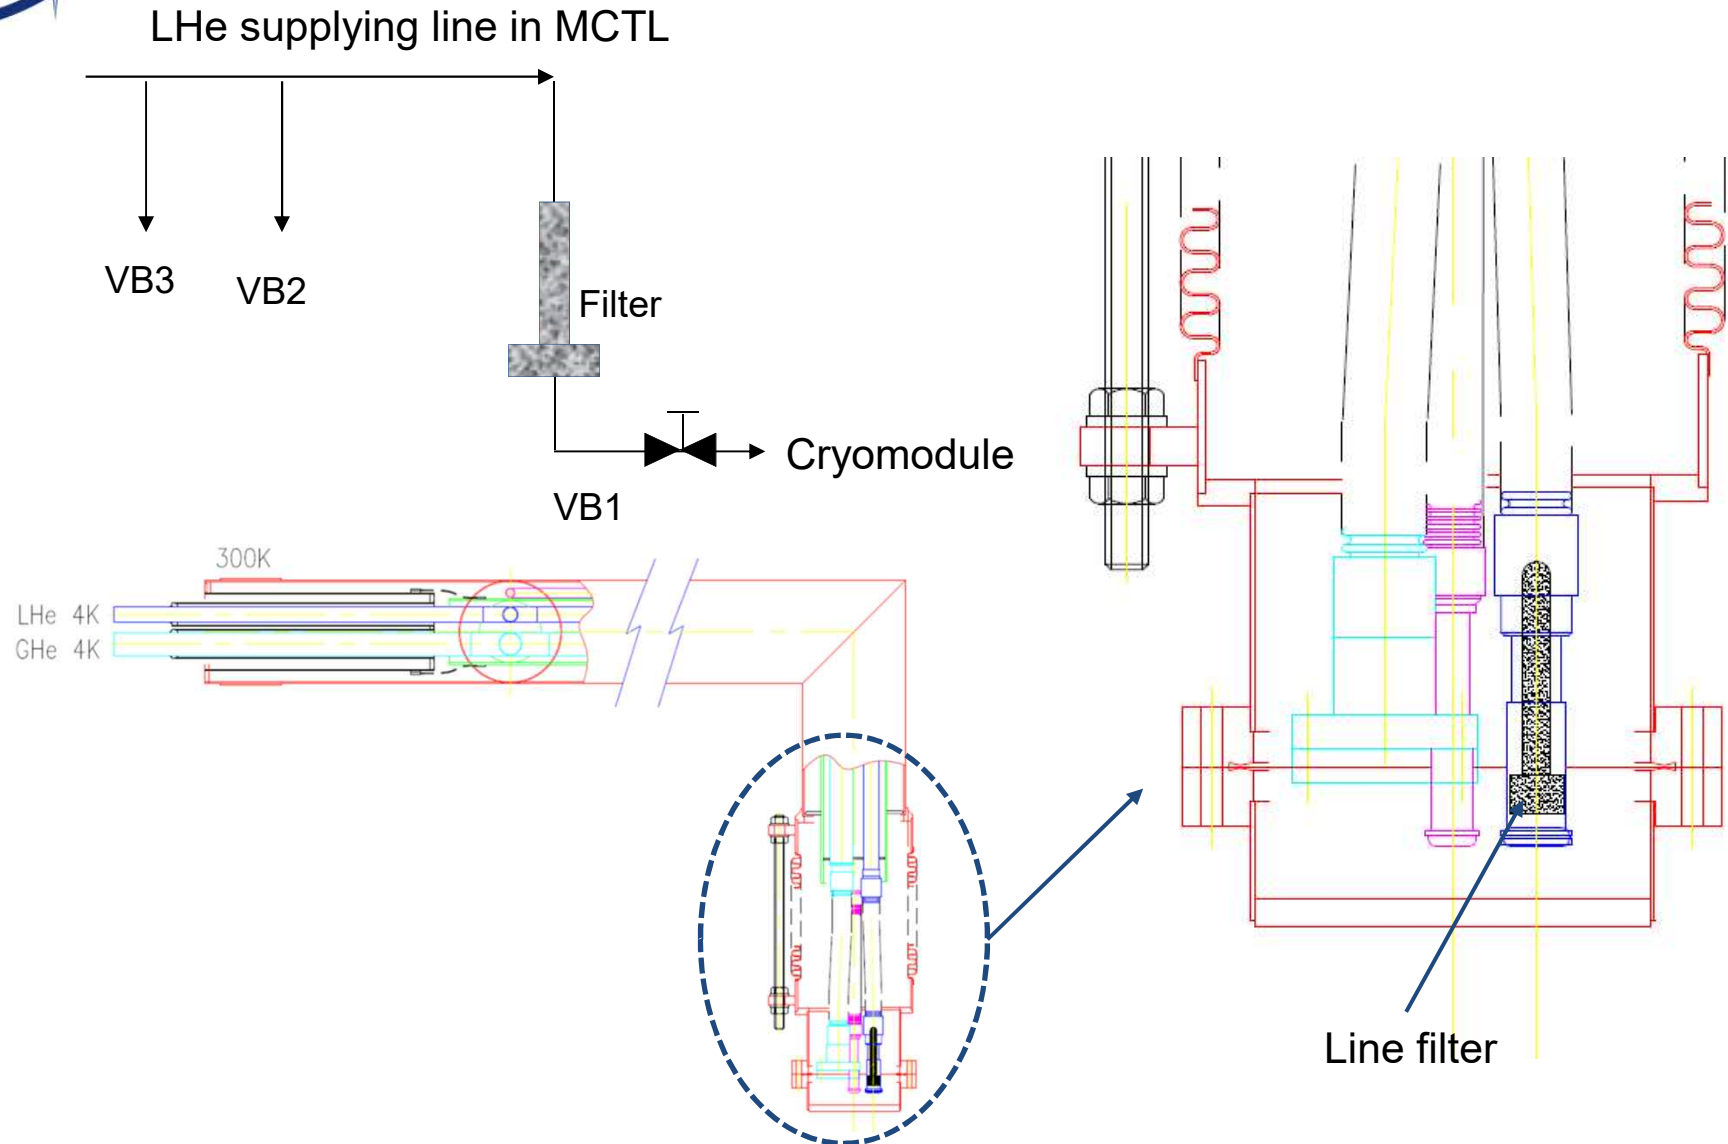 LHe supplying line in MCTL
VB3
VB2
Filter
Cryomodule
VB1
300K
LHe 4K
GHe 4K
Line filter